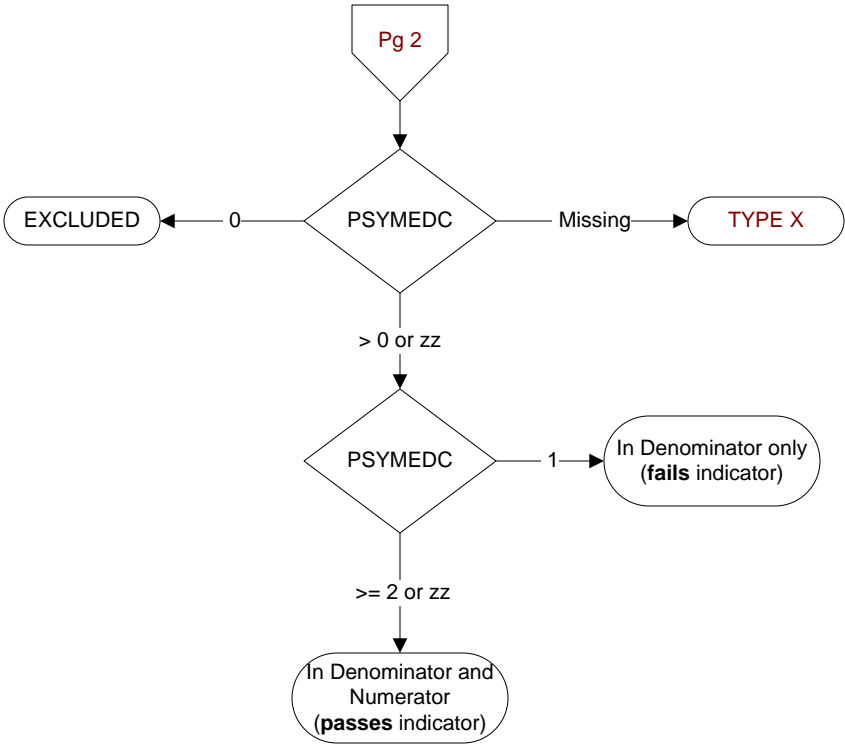 Pg 2
PSYMEDC
EXCLUDED
0
Missing
TYPE X
> 0 or zz
PSYMEDC
1
In Denominator only
(fails indicator)
>= 2 or zz
In Denominator and
Numerator
(passes indicator)